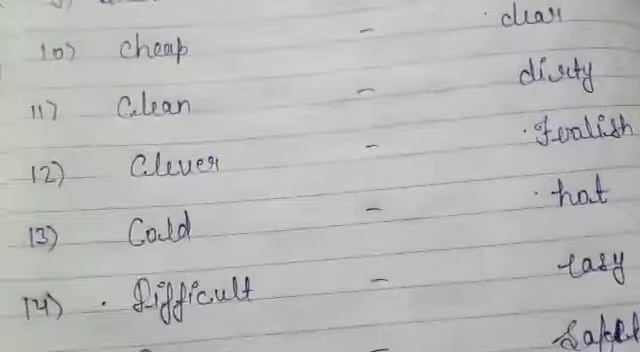 10) Cheap - dear
11) Clean - dirty
12) Clever - Foolish
13) Cold - hot
14) Difficult - easy